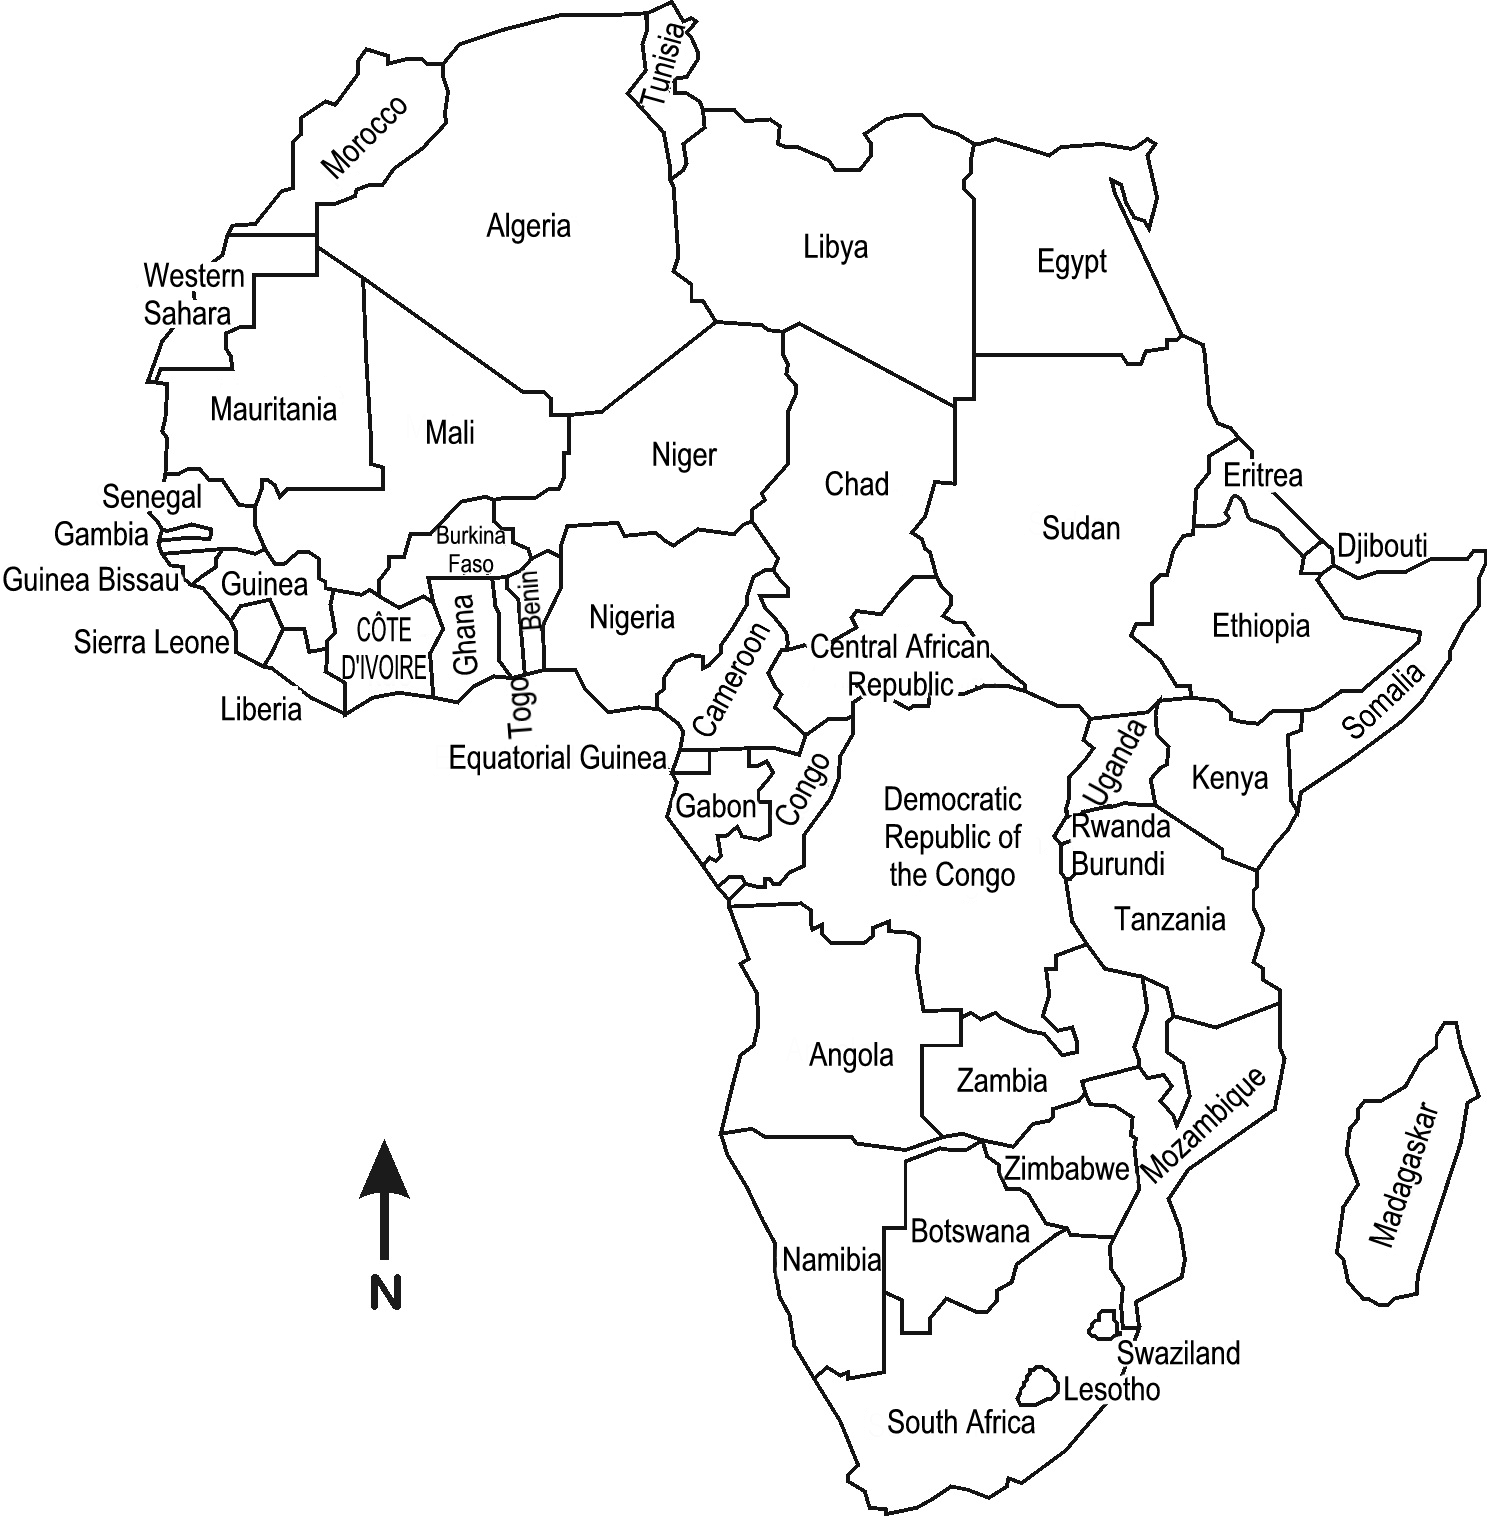 Tunisia
Morocco
Algeria
Libya
Egypt
Western
Sahara
Mauritania
Mali
Niger
Chad
Sudan
Eritrea
Senegal
Gambia
Guinea Bissau
Guinea
Sierra Leone
Liberia
CÔTE
D'IVOIRE
Burkina
Faso
Ghana
Togo
Benin
Nigeria
Cameroon
Central African
Republic
Djibouti
Ethiopia
Somalia
Equatorial Guinea
Gabon
Congo
Democratic
Republic of
the Congo
Uganda
Kenya
Rwanda
Burundi
Tanzania
Angola
Zambia
Mozambique
Madagaskar
Zimbabwe
Botswana
Namibia
Swaziland
Lesotho
South Africa
N